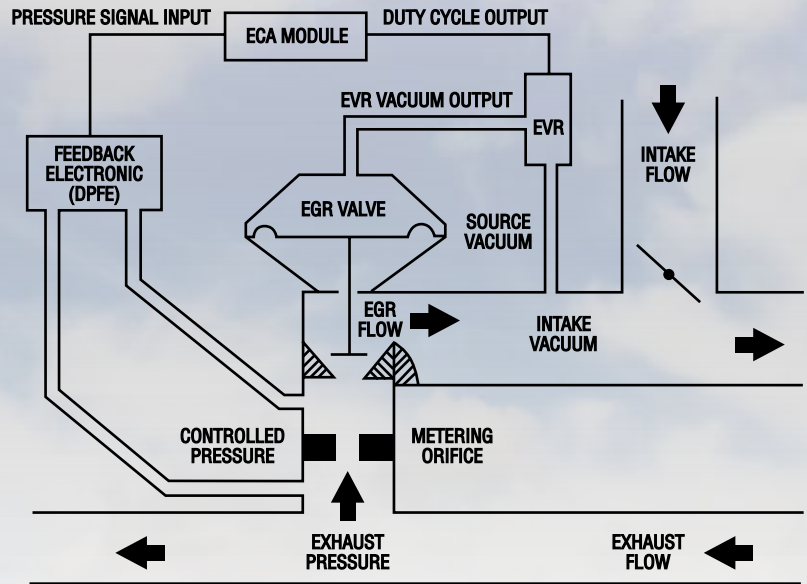 PRESSURE SIGNAL INPUT
ECA MODULE
DUTY CYCLE OUTPUT
EVR VACUUM OUTPUT
EVR
FEEDBACK
ELECTRONIC
(DPFE)
INTAKE
FLOW
EGR VALVE
SOURCE
VACUUM
EGR
FLOW
INTAKE
VACUUM
CONTROLLED
PRESSURE
METERING
ORIFICE
EXHAUST
PRESSURE
EXHAUST
FLOW